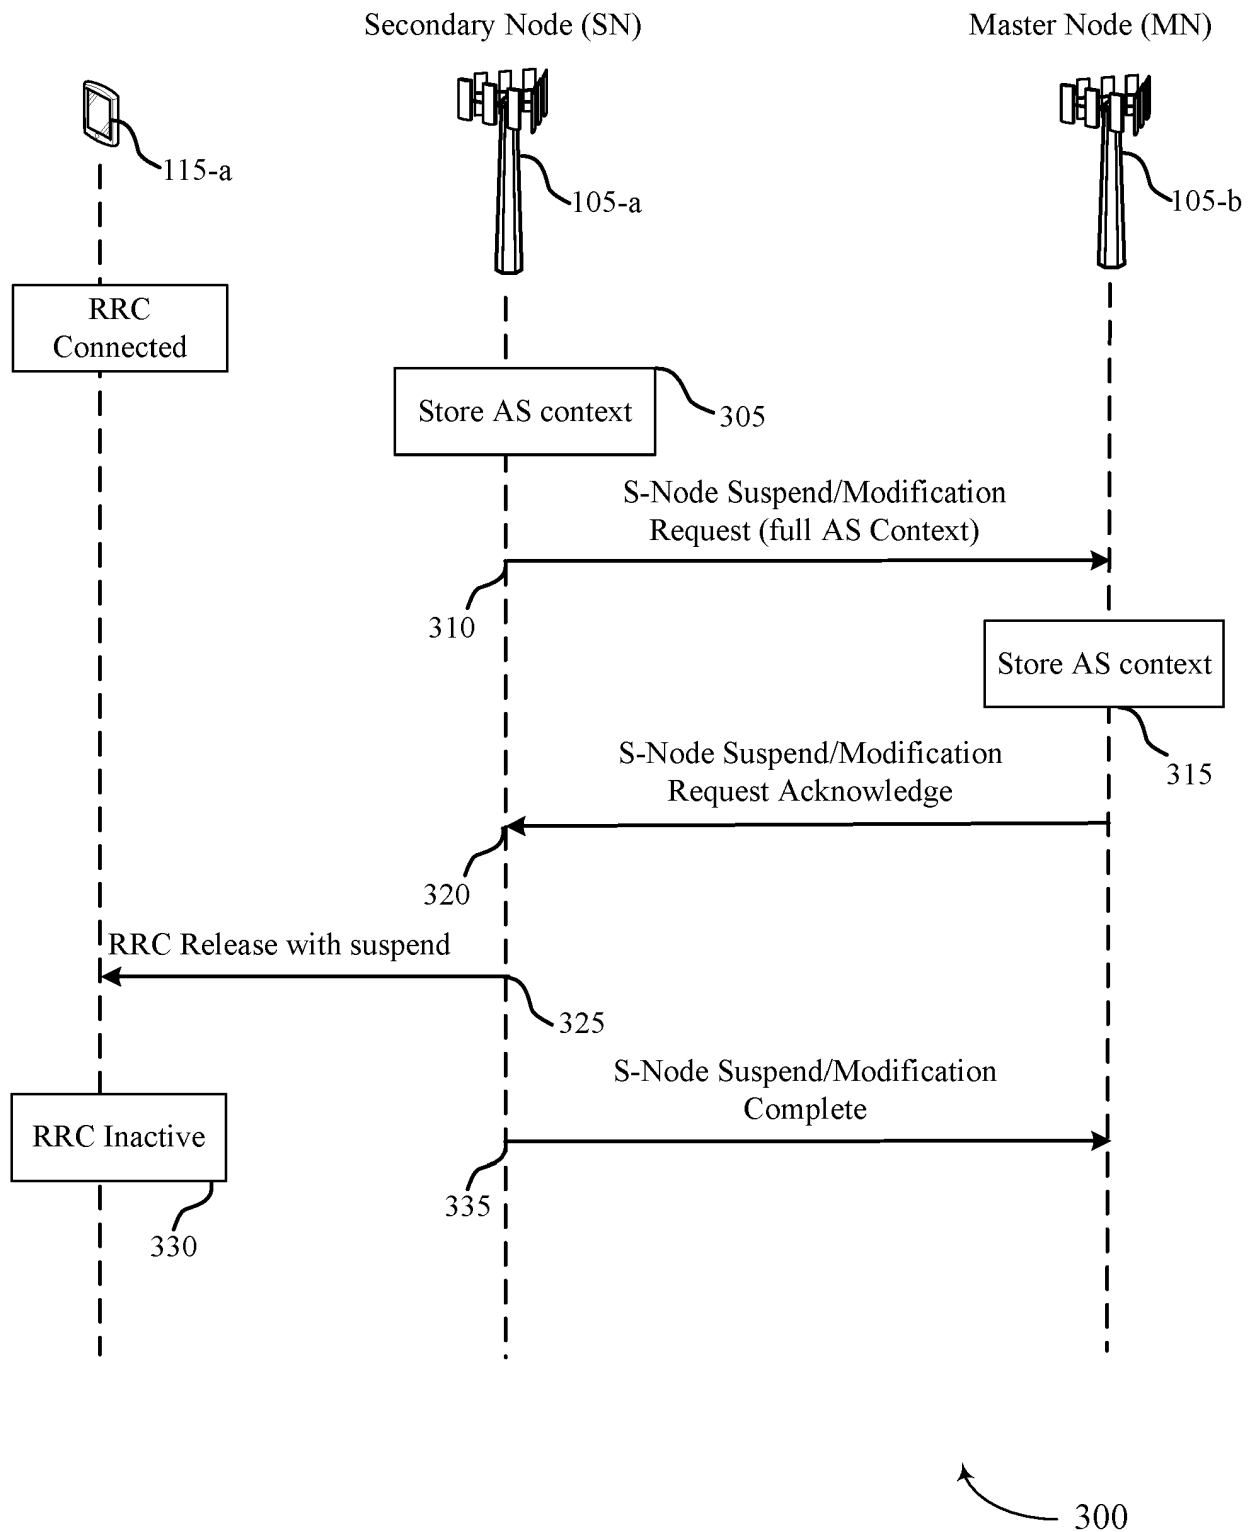 Secondary Node (SN)
Master Node (MN)
115-a
105-a
105-b
RRC
Connected
Store AS context
305
S-Node Suspend/Modification
Request (full AS Context)
310
Store AS context
315
S-Node Suspend/Modification
Request Acknowledge
320
RRC Release with suspend
325
S-Node Suspend/Modification
Complete
RRC Inactive
335
330
300